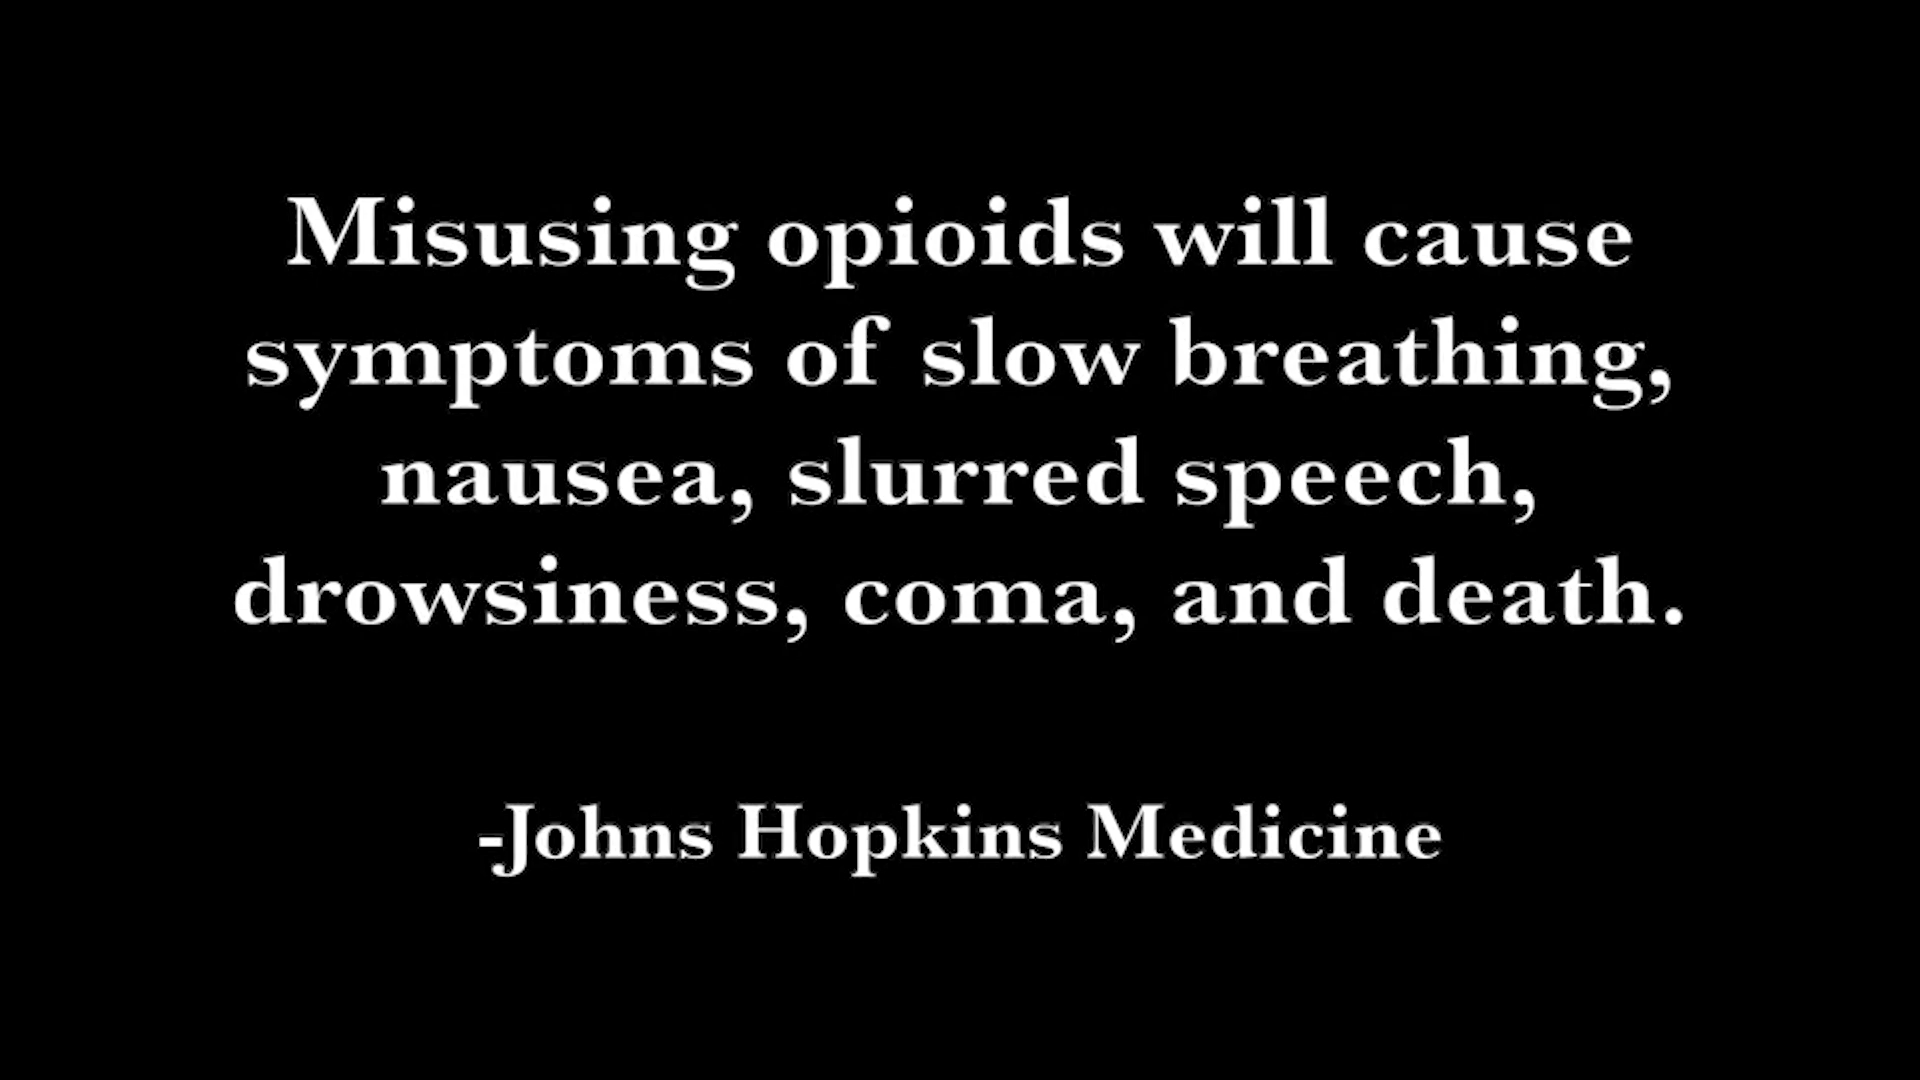 Misusing opioids will cause
symptoms of slow breathing,
nausea, slurred speech,
drowsiness, coma, and death.
-Johns Hopkins Medicine